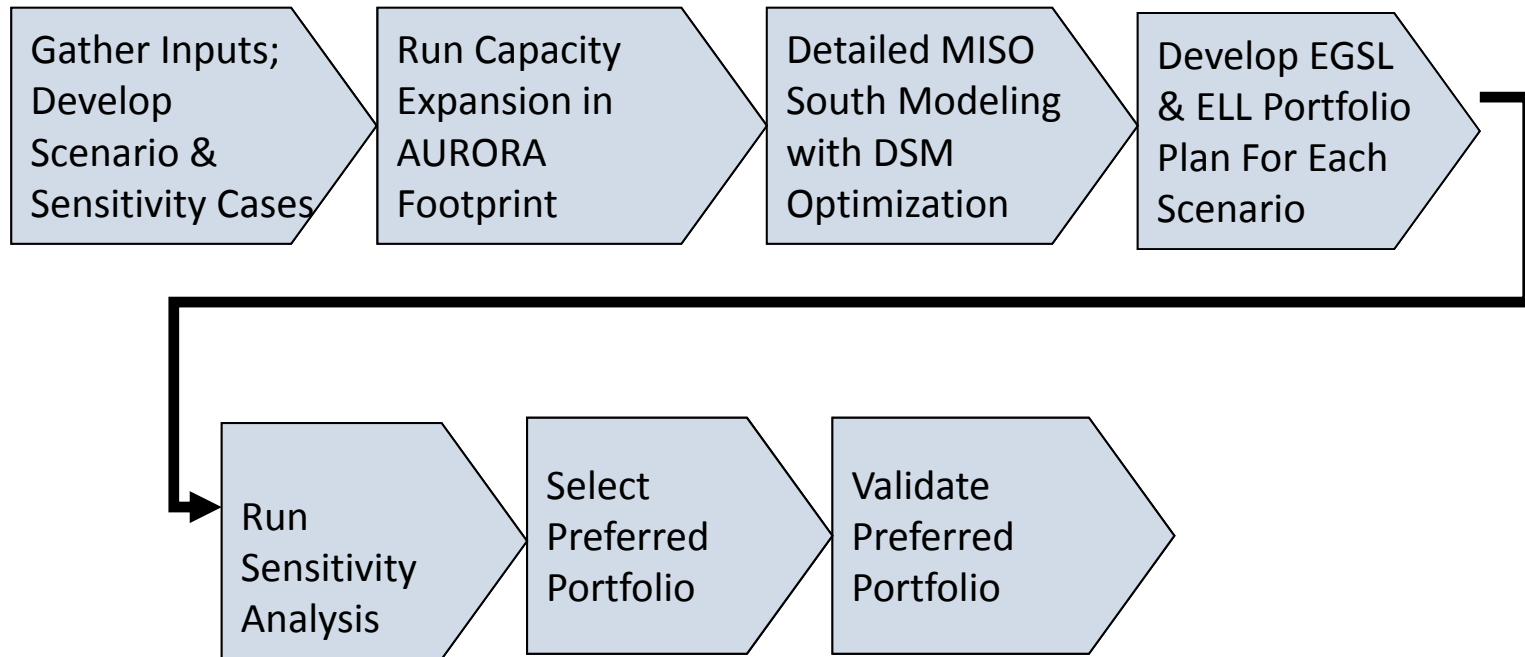 Gather Inputs;
Develop
Scenario &
Sensitivity Cases
Run Capacity
Expansion in
AURORA
Footprint
Detailed MISO
South Modeling
with DSM
Optimization
Develop EGSL
& ELL Portfolio
Plan For Each
Scenario
Run
Sensitivity
Analysis
Select
Preferred
Portfolio
Validate
Preferred
Portfolio